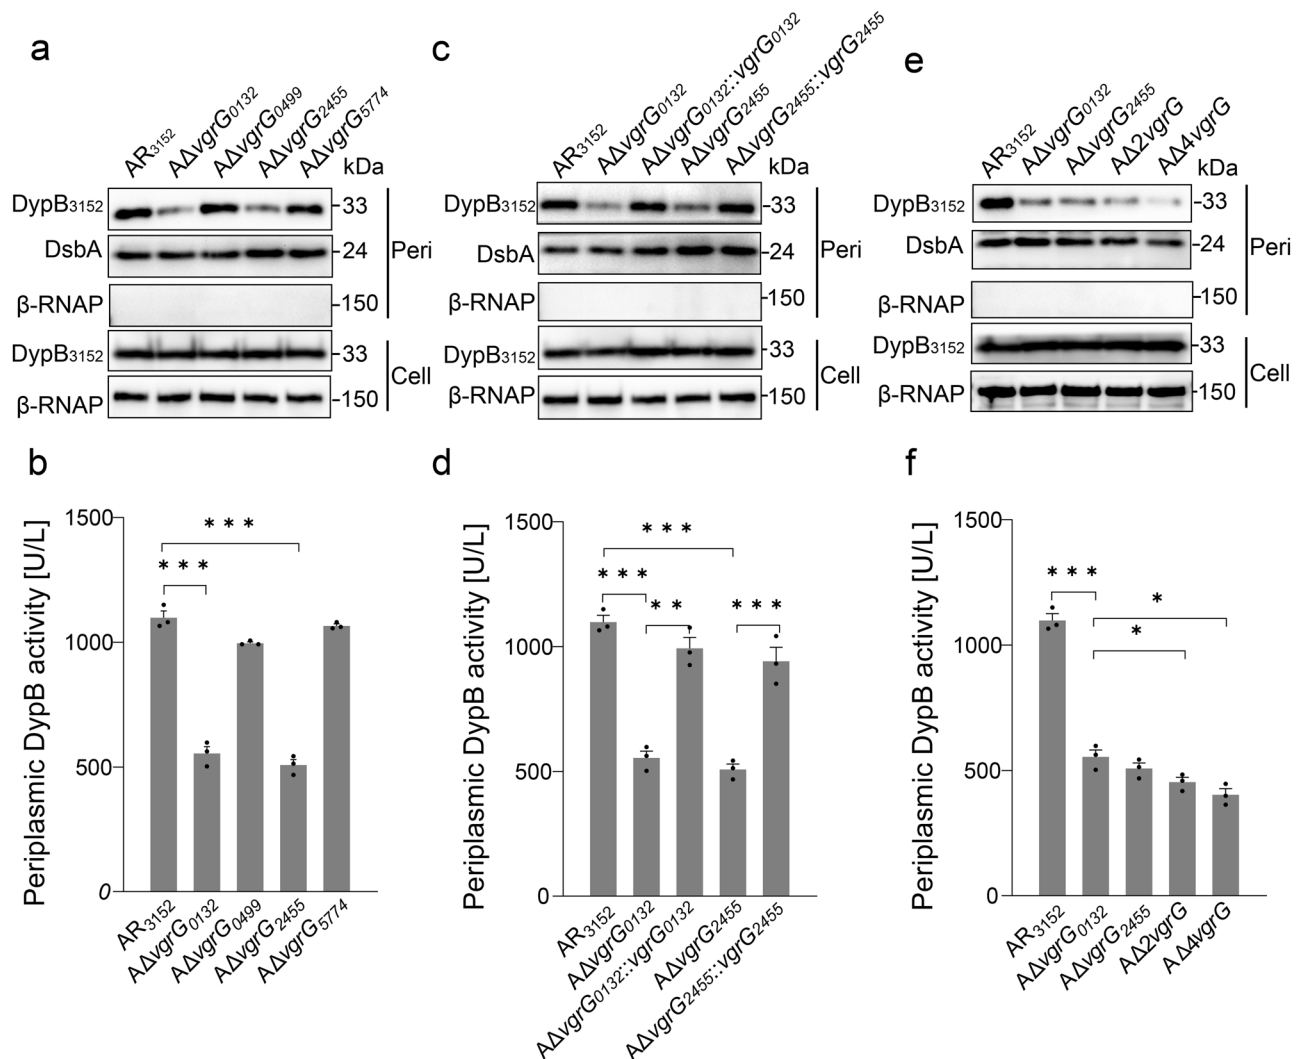 a
AR3152
AΔvgrG0132
AΔvgrG0499
AΔvgrG2455
AΔvgrG5774
kDa
DypB3152
-33
DsbA
-24
Peri
β-RNAP
-150
DypB3152
-33
Cell
β-RNAP
-150
c
AR3152
AΔvgrG0132
AΔvgrG0132::vgrG0132
AΔvgrG2455
AΔvgrG2455::vgrG2455
kDa
DypB3152
-33
DsbA
-24
Peri
β-RNAP
-150
DypB3152
-33
Cell
β-RNAP
-150
e
AR3152
AΔvgrG0132
AΔvgrG2455
AΔ2vgrG
AΔ4vgrG
kDa
DypB3152
-33
DsbA
-24
Peri
β-RNAP
-150
DypB3152
-33
Cell
β-RNAP
-150
b
Periplasmic DypB activity [U/L]
1500
1000
500
0
* * *
* * *
AR3152
AΔvgrG0132
AΔvgrG0499
AΔvgrG2455
AΔvgrG5774
d
Periplasmic DypB activity [U/L]
1500
1000
500
0
* * *
* * *
* *
* * *
AR3152
AΔvgrG0132
AΔvgrG0132::vgrG0132
AΔvgrG2455
AΔvgrG2455::vgrG2455
f
Periplasmic DypB activity [U/L]
1500
1000
500
0
* * *
*
*
AR3152
AΔvgrG0132
AΔvgrG2455
AΔ2vgrG
AΔ4vgrG